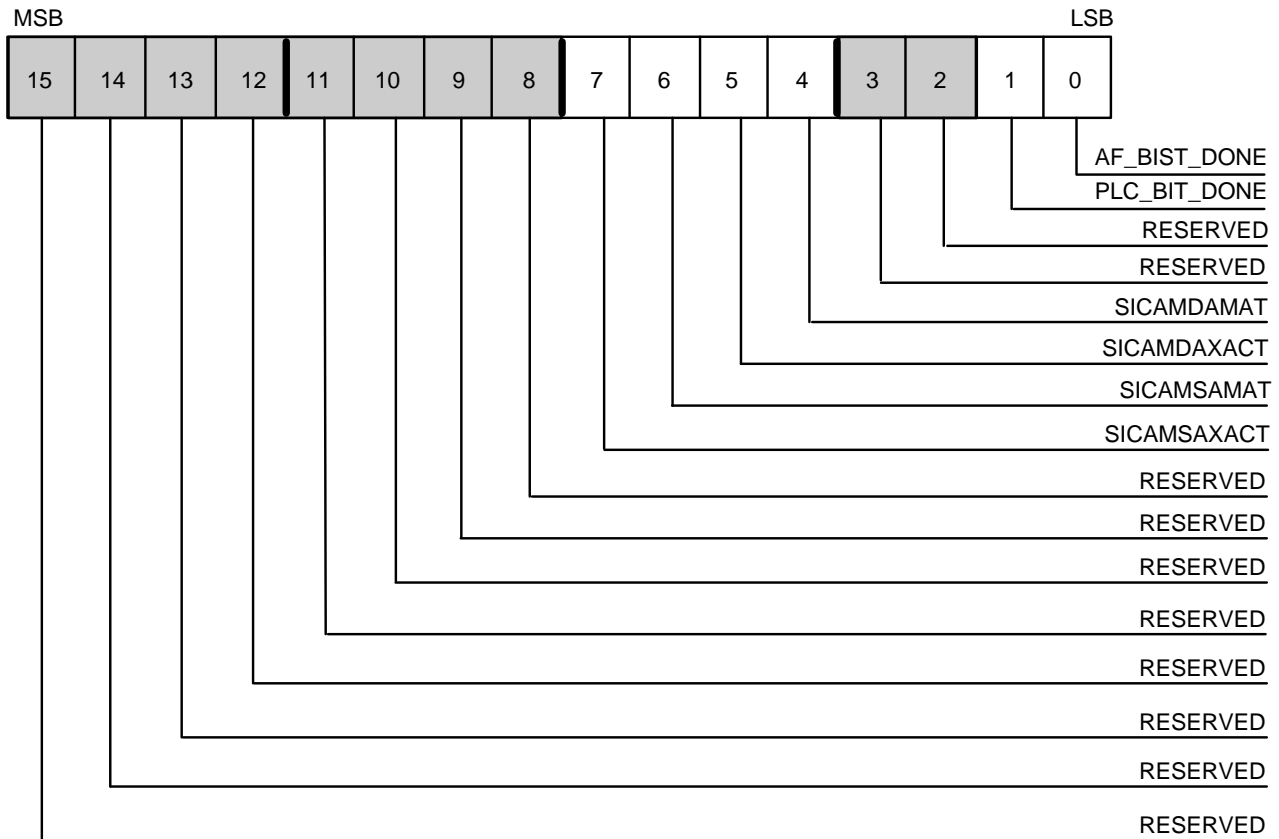 MSB LSB
15 14 13 12 11 10 9 8 7 6 5 4 3 2 1 0
AF_BIST_DONE
PLC_BIT_DONE
RESERVED
RESERVED
SICAMDAMAT
SICAMDAXACT
SICAMSAMAT
SICAMSAXACT
RESERVED
RESERVED
RESERVED
RESERVED
RESERVED
RESERVED
RESERVED
RESERVED